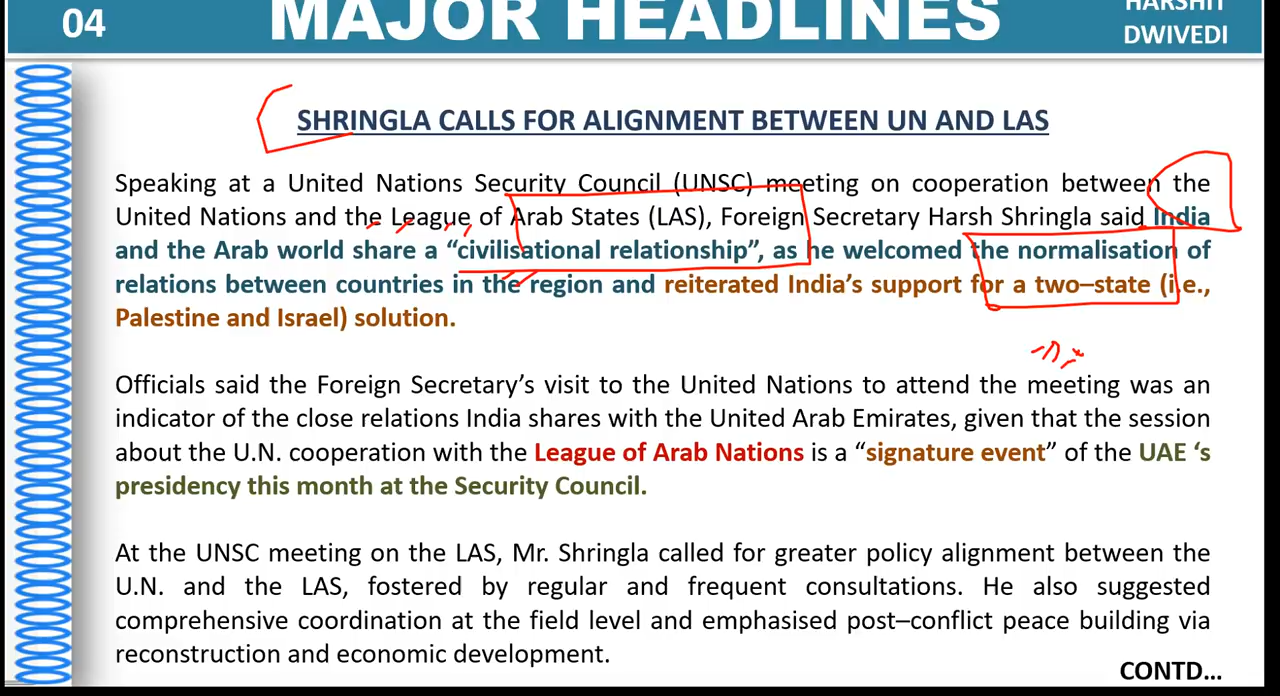 04
MAJOR HEADLINES
HARSHIT
DWIVEDI
SHRINGLA CALLS FOR ALIGNMENT BETWEEN UN AND LAS
Speaking at a United Nations Security Council (UNSC) meeting on cooperation between the
United Nations and the League of Arab States (LAS), Foreign Secretary Harsh Shringla said India
and the Arab world share a “civilisational relationship”, as he welcomed the normalisation of
relations between countries in the region and reiterated India’s support for a two–state (i.e.,
Palestine and Israel) solution.
Officials said the Foreign Secretary’s visit to the United Nations to attend the meeting was an
indicator of the close relations India shares with the United Arab Emirates, given that the session
about the U.N. cooperation with the League of Arab Nations is a “signature event” of the UAE ‘s
presidency this month at the Security Council.
At the UNSC meeting on the LAS, Mr. Shringla called for greater policy alignment between the
U.N. and the LAS, fostered by regular and frequent consultations. He also suggested
comprehensive coordination at the field level and emphasised post–conflict peace building via
reconstruction and economic development.
CONTD...